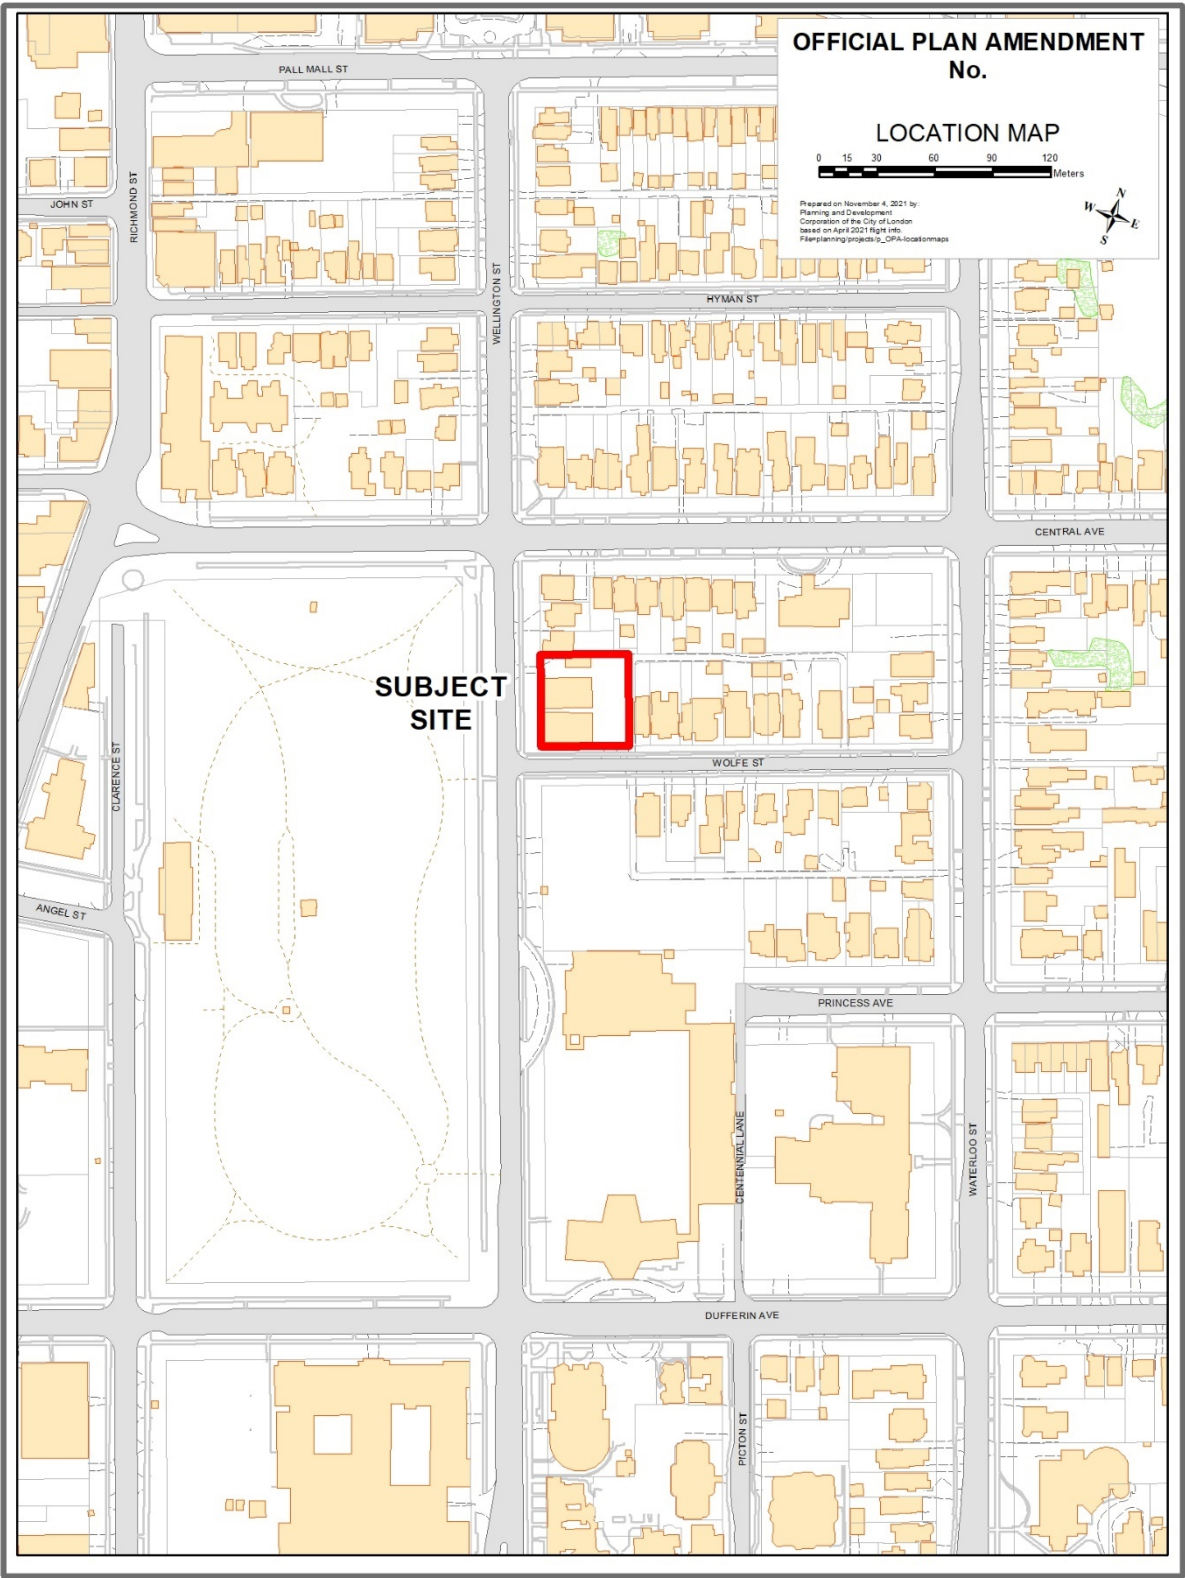 OFFICIAL PLAN AMENDMENT
No.
LOCATION MAP
0 15 30 60 90 120
Meters
Prepared on November 4, 2021 by:
Planning and Development
Corporation of the City of London
based on April 2021 flight info.
File=planning/projects/p_OPA-locationmaps
N
W E
S
PALL MALL ST
JOHN ST
RICHMOND ST
WELLINGTON ST
HYMAN ST
CENTRAL AVE
SUBJECT
SITE
CLARENCE ST
WOLFE ST
ANGEL ST
PRINCESS AVE
CENTENNIAL LANE
WATERLOO ST
DUFFERIN AVE
PICTON ST